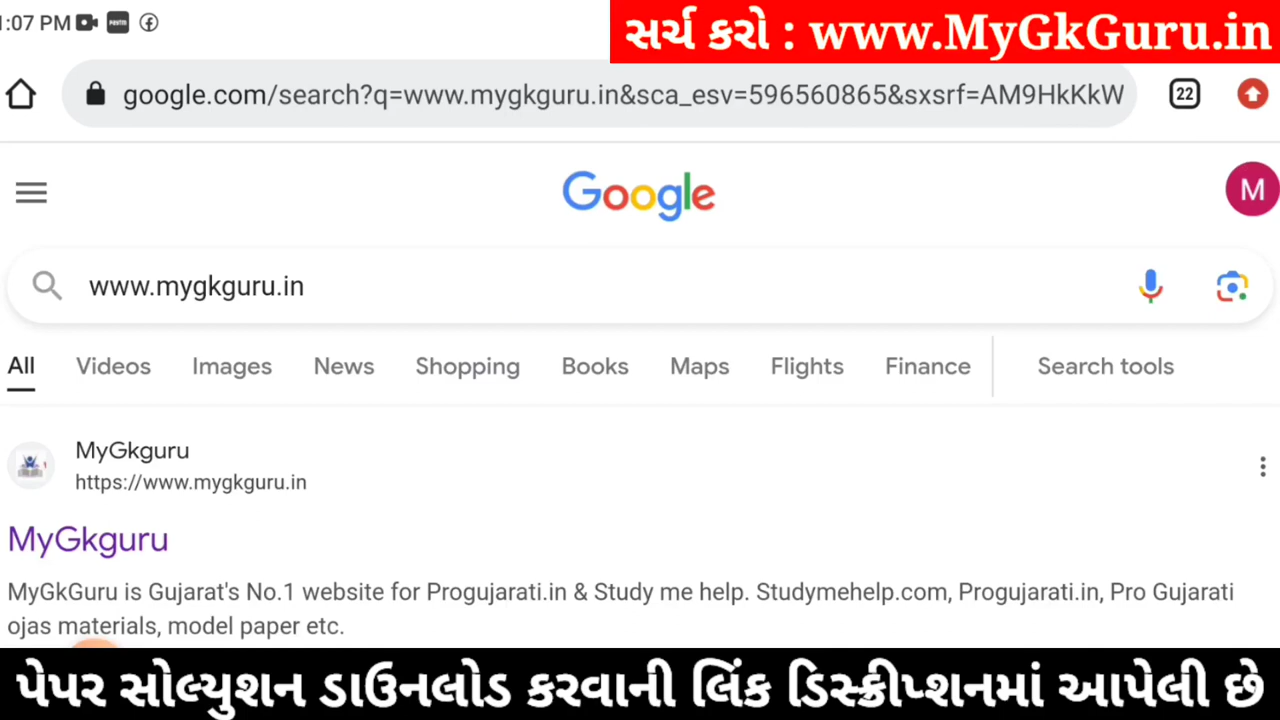 1:07 PM
સર્ચ કરો : www.MyGkGuru.in
google.com/search?q=www.mygkguru.in&sca_esv=596560865&sxsrf=AM9HkKkW
22
Google
M
www.mygkguru.in
All Videos Images News Shopping Books Maps Flights Finance Search tools
MyGkguru
https://www.mygkguru.in
MyGkguru
MyGkGuru is Gujarat's No.1 website for Progujarati.in & Study me help. Studymehelp.com, Progujarati.in, Pro Gujarati
ojas materials, model paper etc.
પેપર સોલ્યુશન ડાઉનલોડ કરવાની લિંક ડિસ્ક્રીપ્શનમાં આપેલી છે